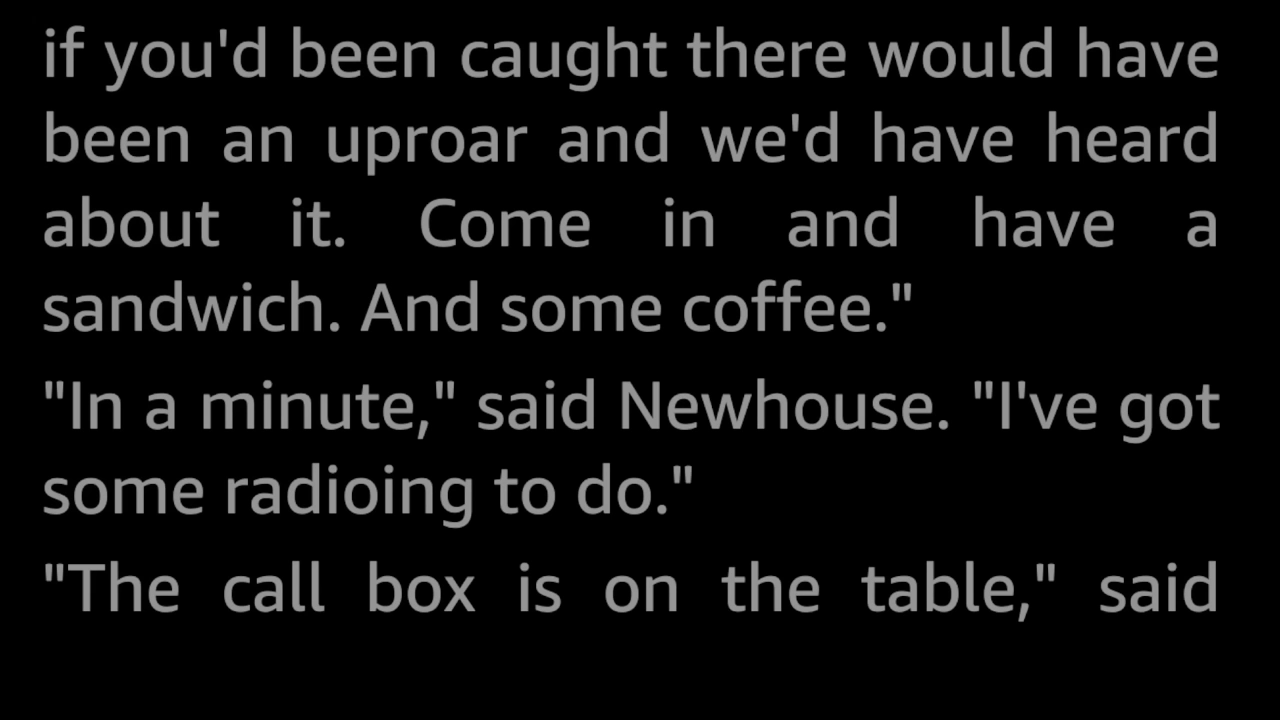 if you'd been caught there would have
been an uproar and we'd have heard
about it. Come in and have a
sandwich. And some coffee."
"In a minute," said Newhouse. "I've got
some radioing to do."
"The call box is on the table," said